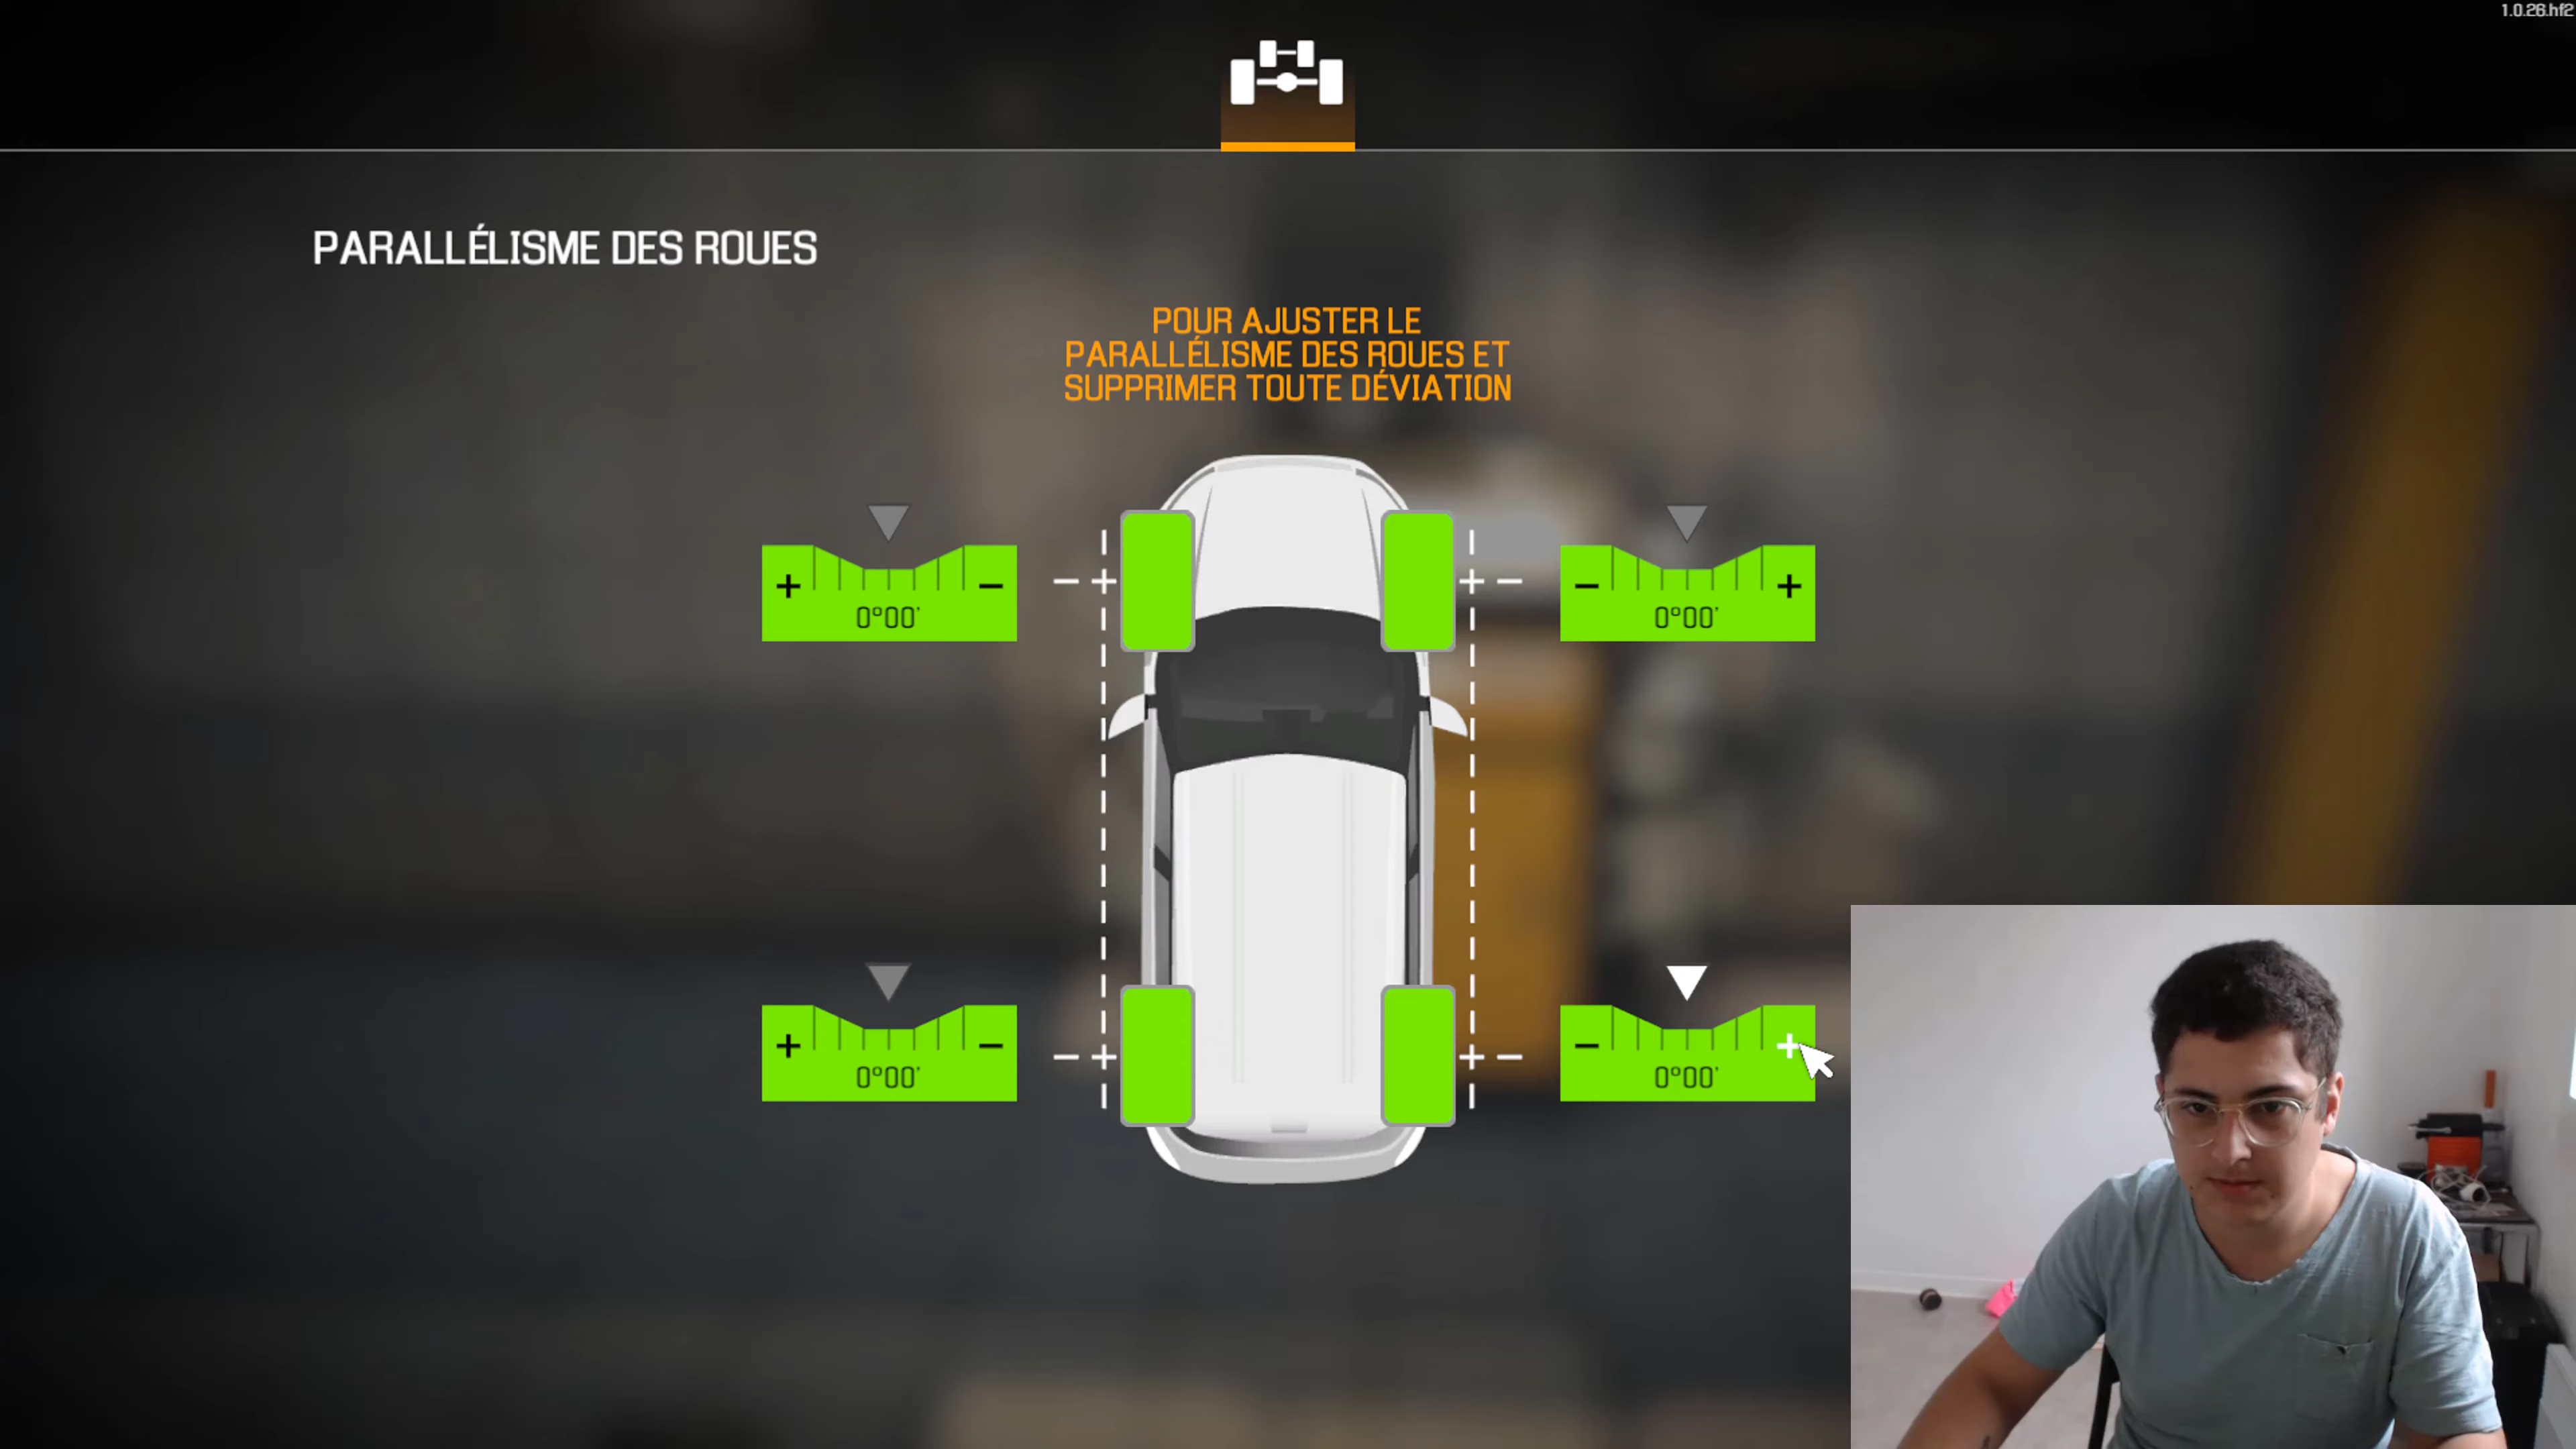 1.0.26.hf2
PARALLÉLISME DES ROUES
POUR AJUSTER LE
PARALLÉLISME DES ROUES ET
SUPPRIMER TOUTE DÉVIATION
+ −
0°00'
− +
0°00'
+ −
0°00'
− +
0°00'